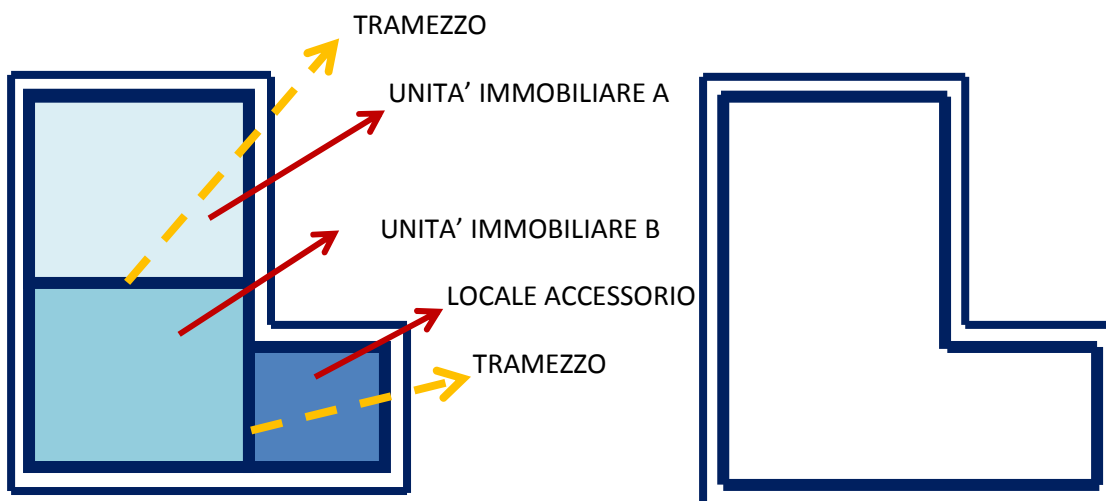 TRAMEZZO
UNITA’ IMMOBILIARE A
UNITA’ IMMOBILIARE B
LOCALE ACCESSORIO
TRAMEZZO